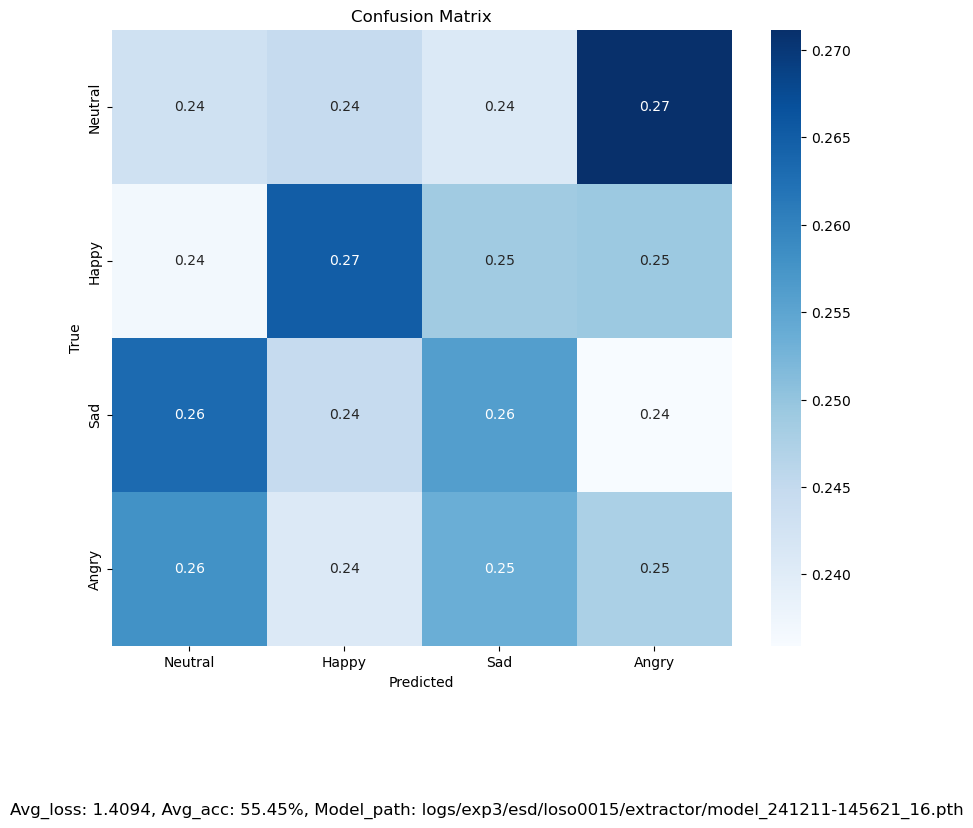 Confusion Matrix
0.270
0.265
0.260
0.255
0.250
0.245
0.240
True
Neutral 0.24 0.24 0.24 0.27
Happy 0.24 0.27 0.25 0.25
Sad 0.26 0.24 0.26 0.24
Angry 0.26 0.24 0.25 0.25
Neutral Happy Sad Angry
Predicted
Avg_loss: 1.4094, Avg_acc: 55.45%, Model_path: logs/exp3/esd/loso0015/extractor/model_241211-145621_16.pth